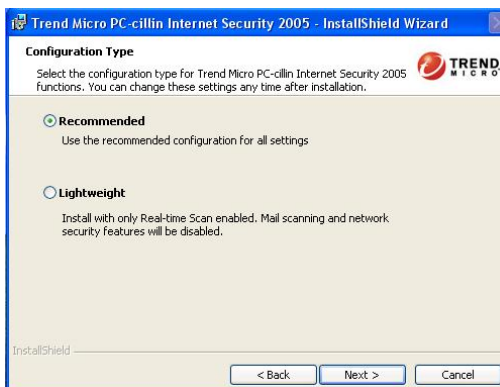 Trend Micro PC-cillin Internet Security 2005 - InstallShield Wizard
Configuration Type
Select the configuration type for Trend Micro PC-cillin Internet Security 2005
functions. You can change these settings any time after installation.
TREND
MICRO
Recommended
Use the recommended configuration for all settings
Lightweight
Install with only Real-time Scan enabled. Mail scanning and network
security features will be disabled.
InstallShield
< Back
Next >
Cancel